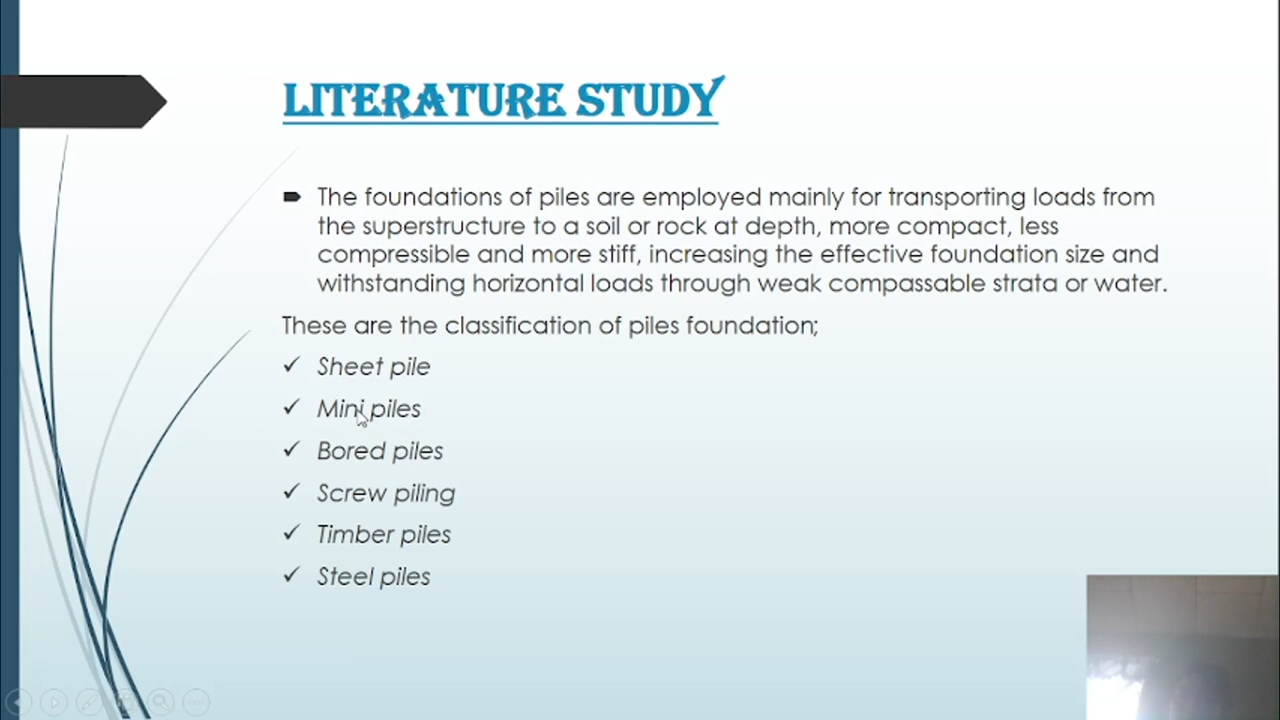 LITERATURE STUDY
The foundations of piles are employed mainly for transporting loads from
the superstructure to a soil or rock at depth, more compact, less
compressible and more stiff, increasing the effective foundation size and
withstanding horizontal loads through weak compassable strata or water.
These are the classification of piles foundation;
Sheet pile
Mini piles
Bored piles
Screw piling
Timber piles
Steel piles